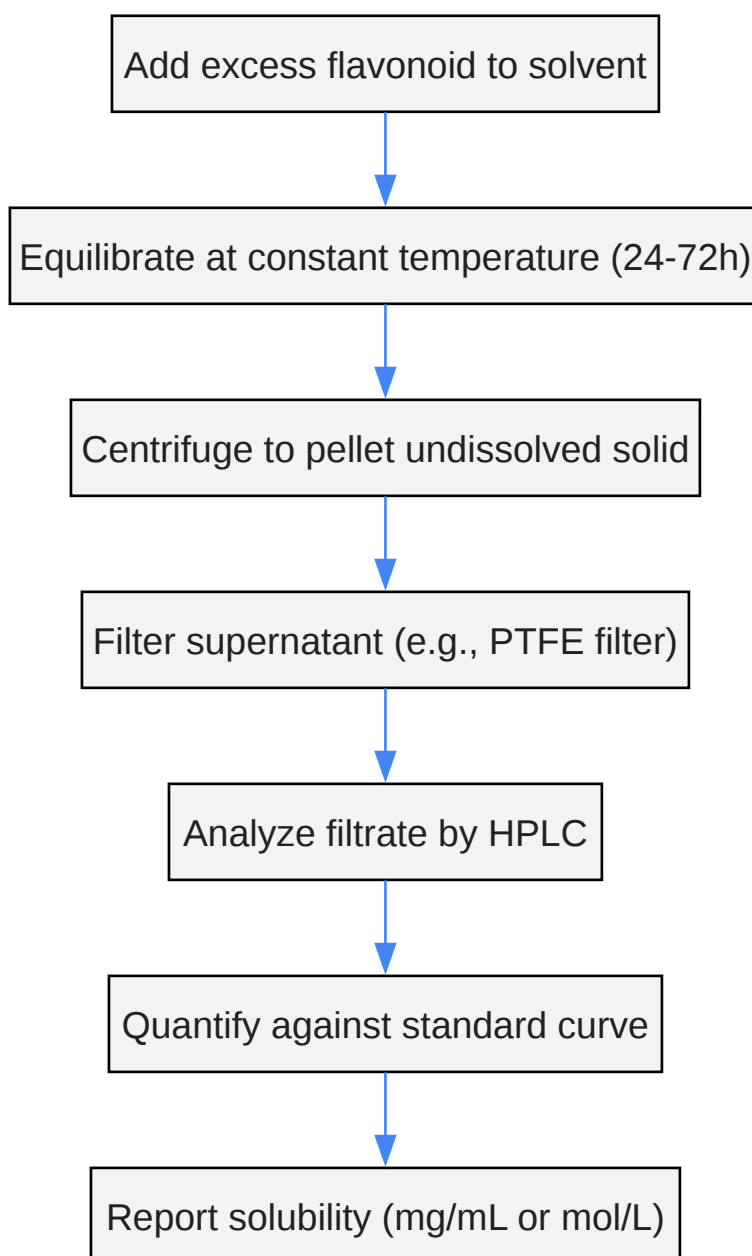 Add excess flavonoid to solvent
Equilibrate at constant temperature (24-72h)
Centrifuge to pellet undissolved solid
Filter supernatant (e.g., PTFE filter)
Analyze filtrate by HPLC
Quantify against standard curve
Report solubility (mg/mL or mol/L)